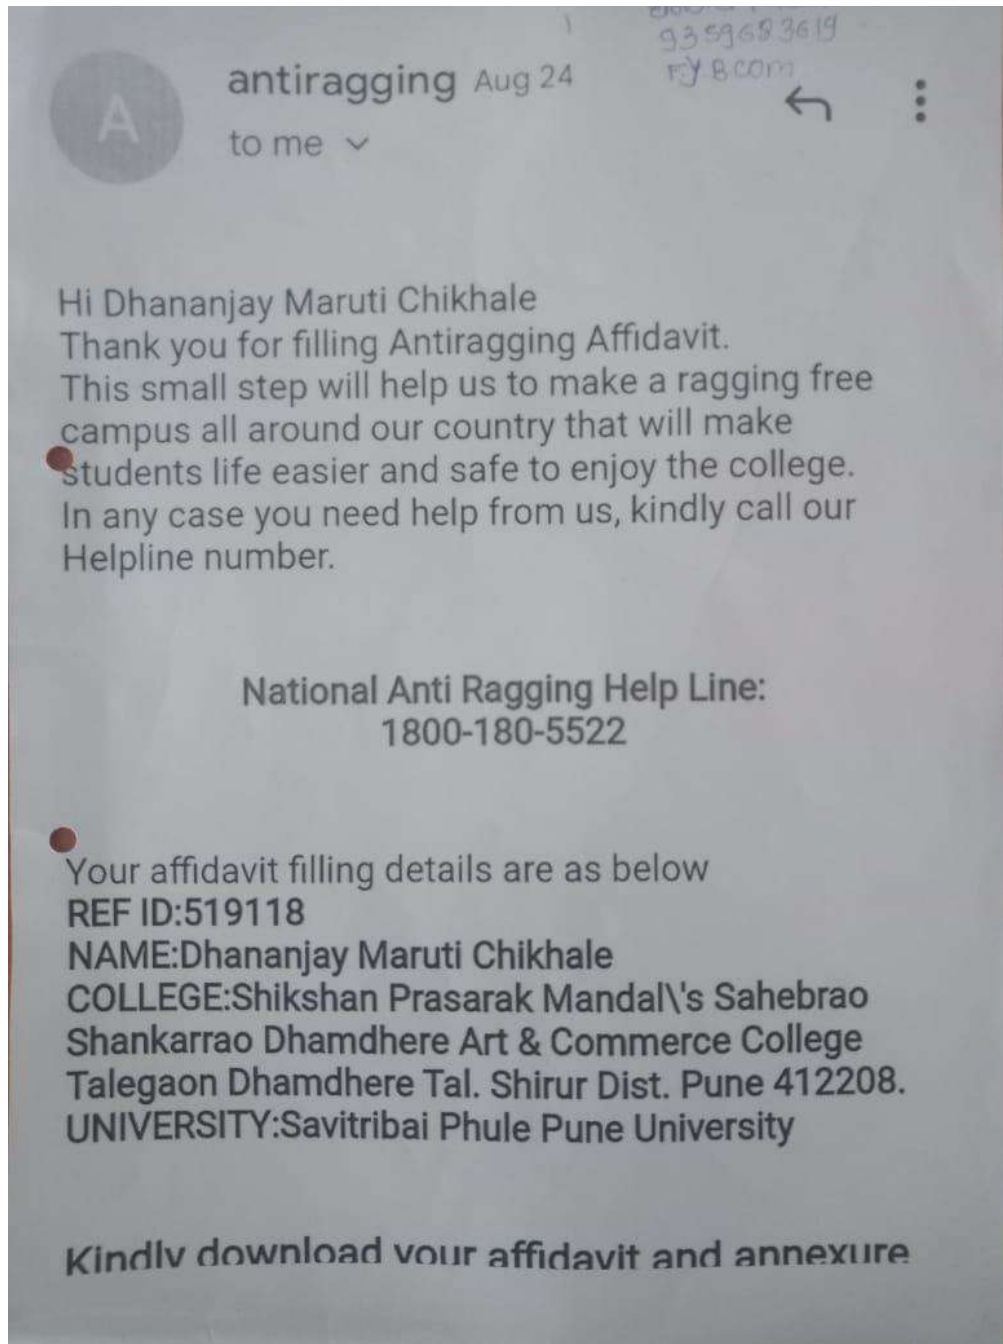 9359683619
antiragging Aug 24
FYBCom
A
to me
Hi Dhananjay Maruti Chikhale
Thank you for filling Antiragging Affidavit.
This small step will help us to make a ragging free
campus all around our country that will make
students life easier and safe to enjoy the college.
In any case you need help from us, kindly call our
Helpline number.
National Anti Ragging Help Line:
1800-180-5522
Your affidavit filling details are as below
REF ID:519118
NAME:Dhananjay Maruti Chikhale
COLLEGE:Shikshan Prasarak Mandal\'s Sahebrao
Shankarrao Dhamdhere Art & Commerce College
Talegaon Dhamdhere Tal. Shirur Dist. Pune 412208.
UNIVERSITY:Savitribai Phule Pune University
Kindly download your affidavit and annexure